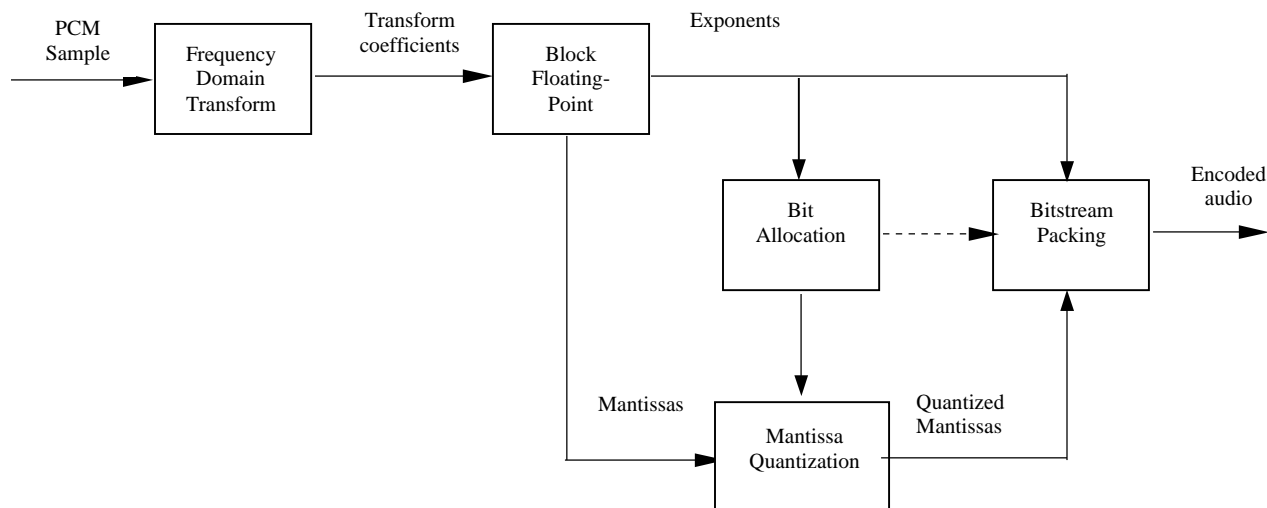 PCM
Sample
Frequency
Domain
Transform
Transform
coefficients
Block
Floating-
Point
Exponents
Bit
Allocation
Bitstream
Packing
Encoded
audio
Mantissas
Mantissa
Quantization
Quantized
Mantissas